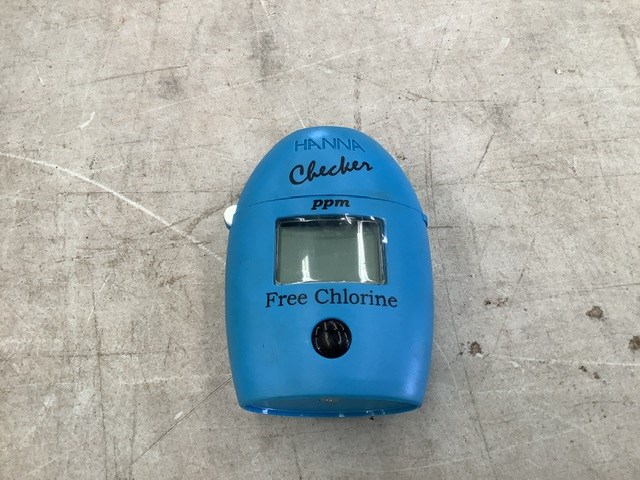 HANNA
Checker
ppm
Free Chlorine